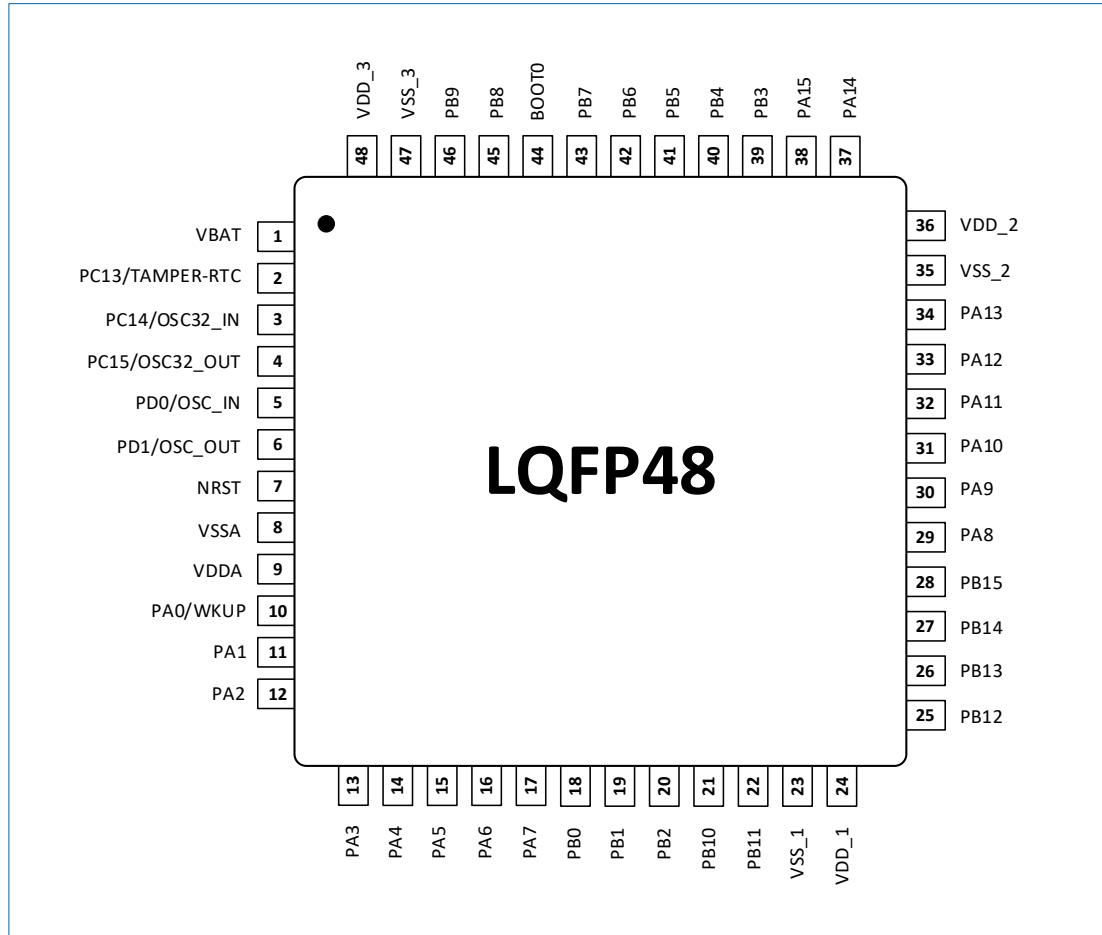 VDD_3 VSS_3 PB9 PB8 BOOT0 PB7 PB6 PB5 PB4 PB3 PA15 PA14
48 47 46 45 44 43 42 41 40 39 38 37
VBAT 1
PC13/TAMPER-RTC 2
PC14/OSC32_IN 3
PC15/OSC32_OUT 4
PD0/OSC_IN 5
PD1/OSC_OUT 6
NRST 7
VSSA 8
VDDA 9
PA0/WKUP 10
PA1 11
PA2 12
LQFP48
36 VDD_2
35 VSS_2
34 PA13
33 PA12
32 PA11
31 PA10
30 PA9
29 PA8
28 PB15
27 PB14
26 PB13
25 PB12
13 14 15 16 17 18 19 20 21 22 23 24
PA3 PA4 PA5 PA6 PA7 PB0 PB1 PB2 PB10 PB11 VSS_1 VDD_1